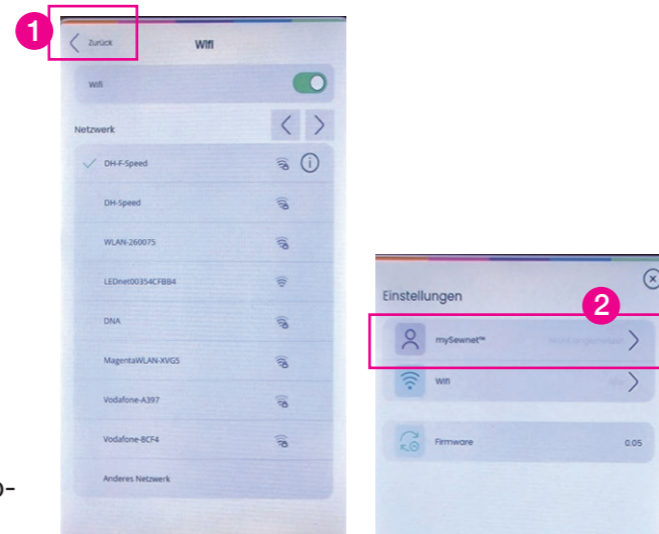 1
Zurück
Wifi
Wifi
Netzwerk
DH-F-Speed
DH-Speed
WLAN-260075
LEDnet00354CFBB4
DNA
MagentaWLAN-XVG5
Vodafone-A397
Vodafone-BCF4
Anderes Netzwerk
Einstellungen
2
mySewnet™
Wifi
Firmware 0.05